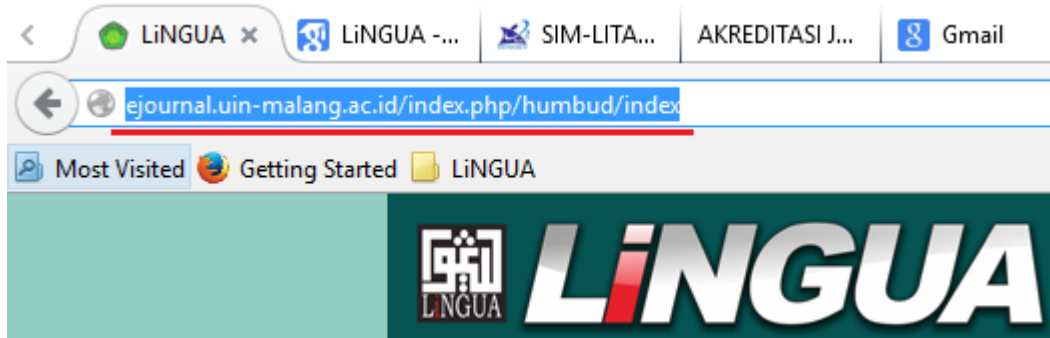 LiNGUA LiNGUA -... SIM-LITA... AKREDITASI J... Gmail
ejournal.uin-malang.ac.id/index.php/humbud/index
Most Visited Getting Started LiNGUA
LiNGUA
LiNGUA